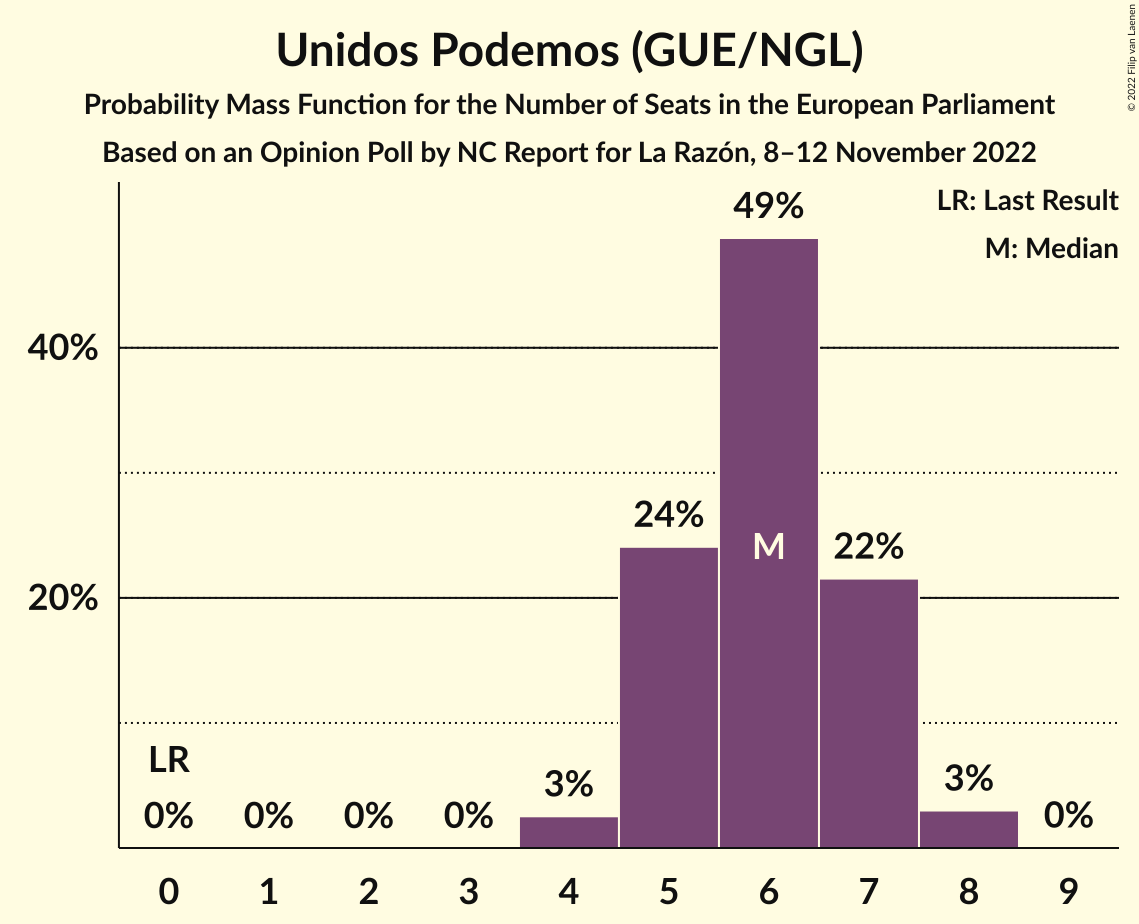 Unidos Podemos (GUE/NGL)
Probability Mass Function for the Number of Seats in the European Parliament
Based on an Opinion Poll by NC Report for La Razón, 8–12 November 2022
© 2022 Filip van Laenen
LR: Last Result
M: Median
49%
40%
24%
M
22%
20%
LR
0%
0%
0%
0%
3%
3%
0%
0
1
2
3
4
5
6
7
8
9